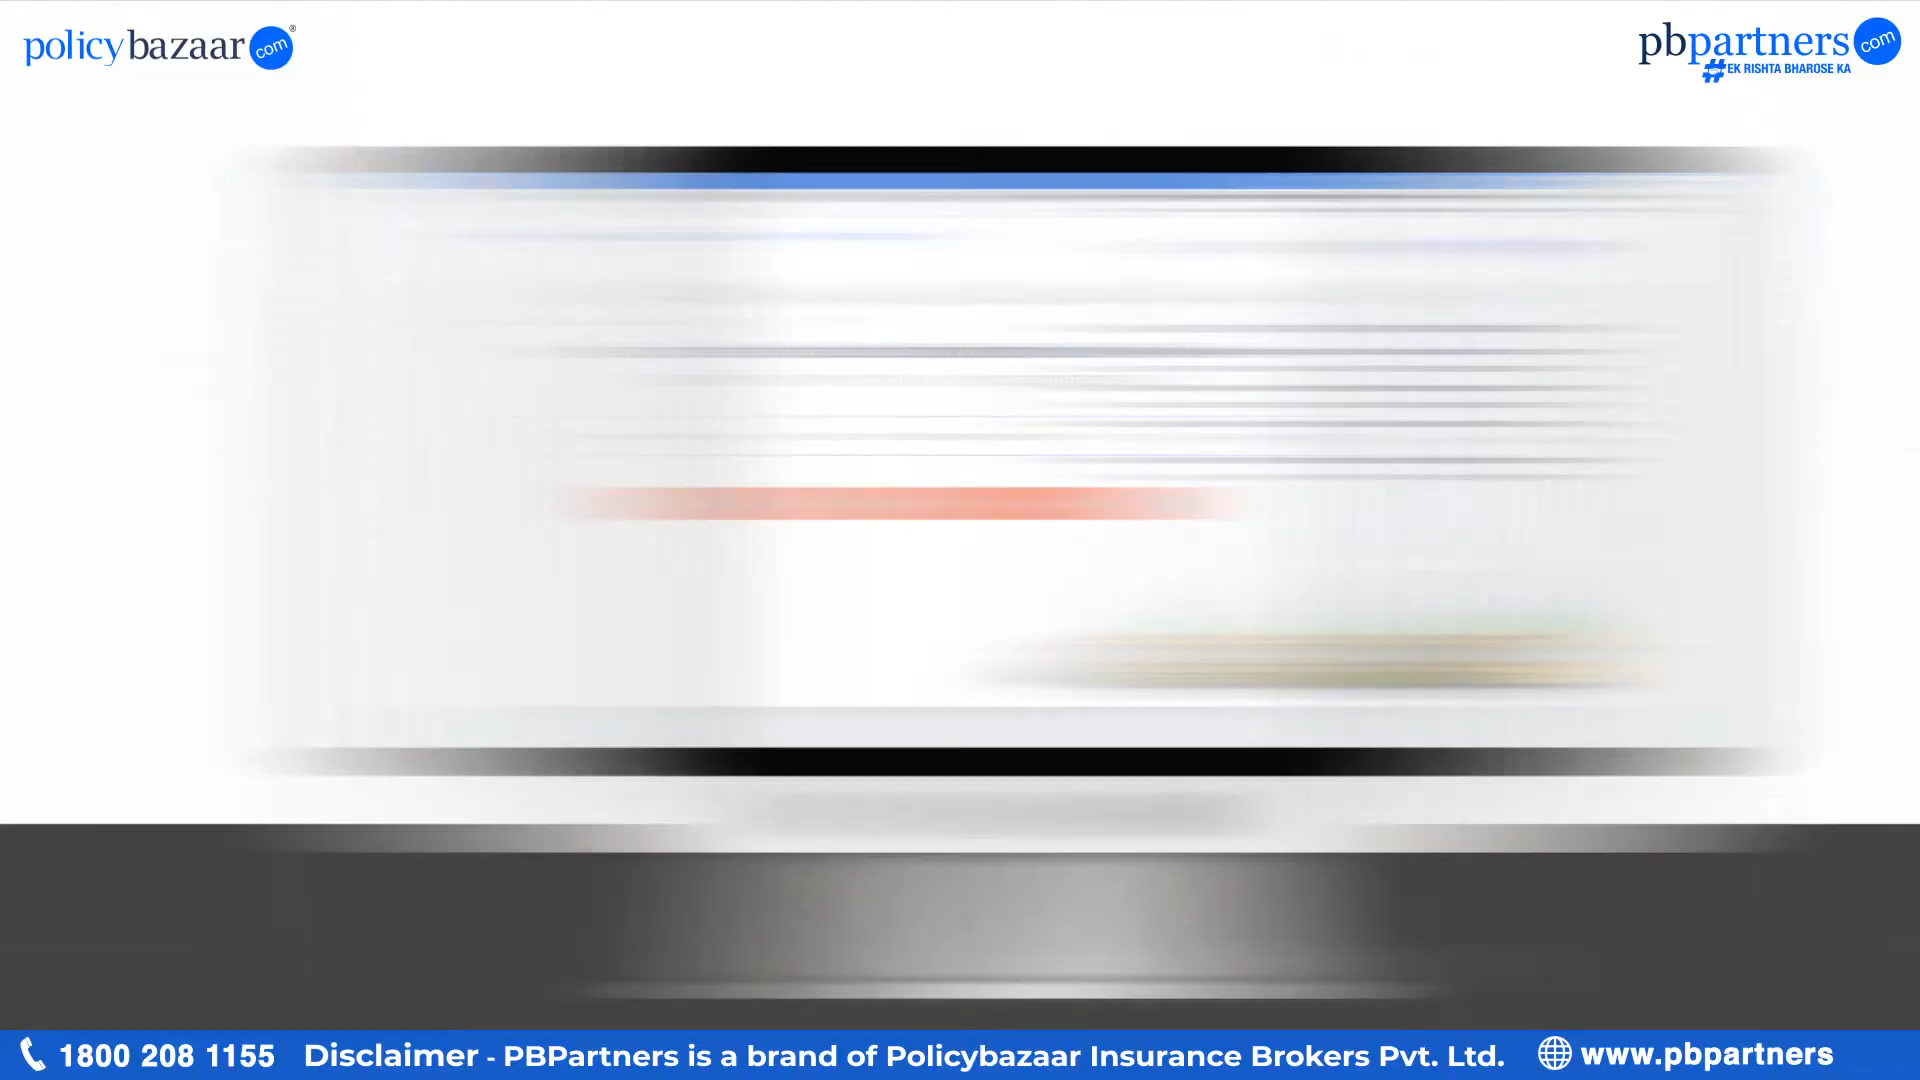 policybazaar com ®
pbpartners com
#EK RISHTA BHAROSE KA
1800 208 1155 Disclaimer - PBPartners is a brand of Policybazaar Insurance Brokers Pvt. Ltd. www.pbpartners